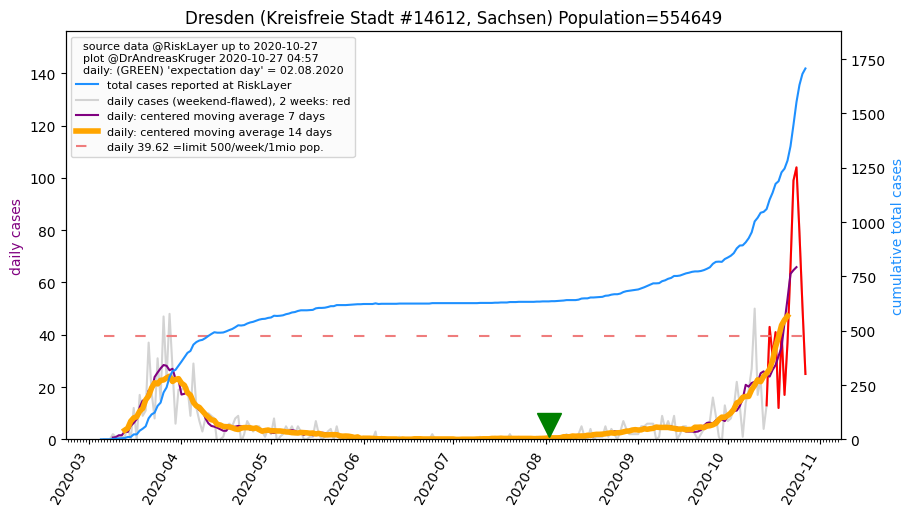 Dresden (Kreisfreie Stadt #14612, Sachsen) Population=554649
source data @RiskLayer up to 2020-10-27
plot @DrAndreasKruger 2020-10-27 04:57
daily: (GREEN) 'expectation day' = 02.08.2020
total cases reported at RiskLayer
daily cases (weekend-flawed), 2 weeks: red
daily: centered moving average 7 days
daily: centered moving average 14 days
daily 39.62 =limit 500/week/1mio pop.
daily cases
140
120
100
80
60
40
20
0
1750
1500
1250
1000
750
500
250
0
cumulative total cases
2020-03
2020-04
2020-05
2020-06
2020-07
2020-08
2020-09
2020-10
2020-11